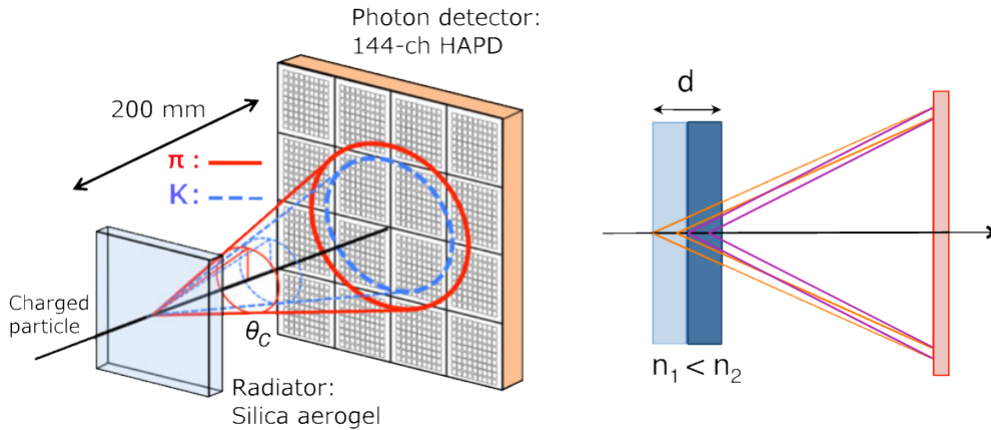 Photon detector:
144-ch HAPD
200 mm
π :
K:
Charged
particle
θC
Radiator:
Silica aerogel
d
n1 < n2